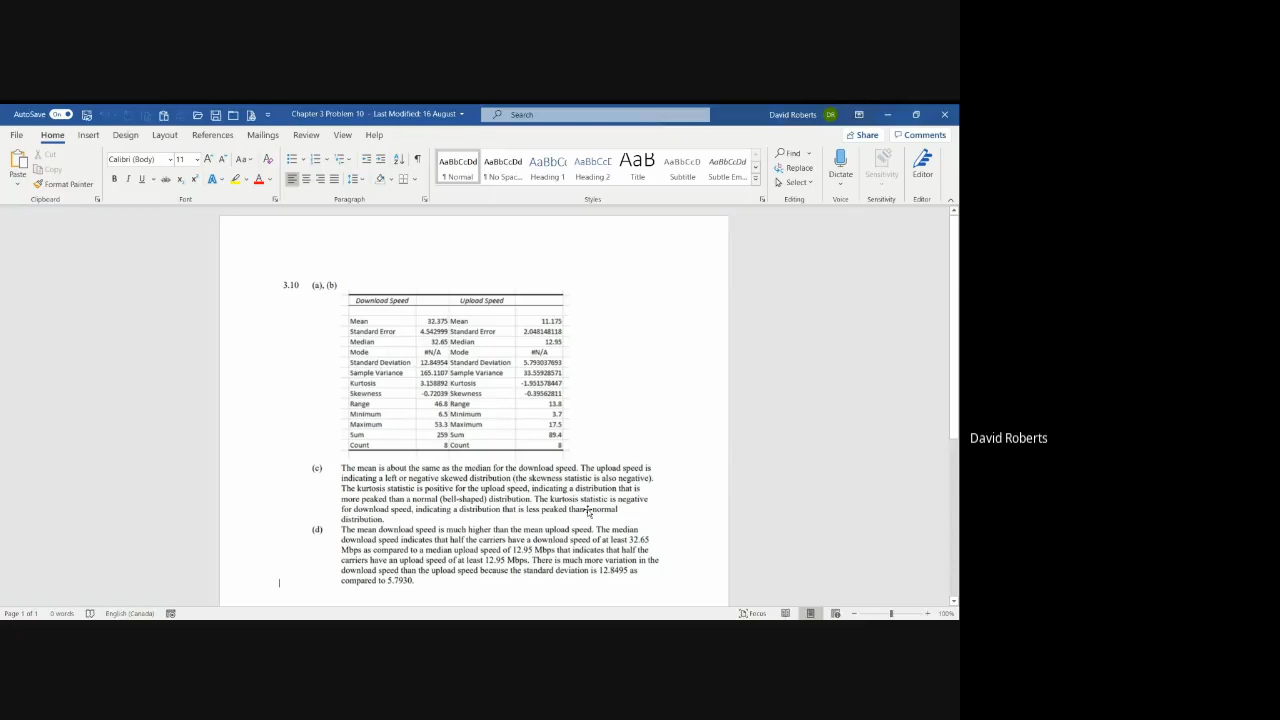 AutoSave On Chapter 3 Problem 10 - Last Modified: 16 August Search David Roberts DR
File Home Insert Design Layout References Mailings Review View Help Share Comments
Paste Cut Copy Format Painter Clipboard
Calibri (Body) 11 Font
Paragraph
AaBbCcDd ¶ Normal AaBbCcDd ¶ No Spac... AaBbCc Heading 1 AaBbCcE Heading 2 AaB Title AaBbCcD Subtitle AaBbCcDd Subtle Em... Styles
Find Replace Select Editing
Dictate Voice Sensitivity Sensitivity Editor Editor
3.10 (a), (b)
Download Speed Upload Speed
Mean 32.375 Mean 11.175
Standard Error 4.542999 Standard Error 2.048148118
Median 32.65 Median 12.95
Mode #N/A Mode #N/A
Standard Deviation 12.84954 Standard Deviation 5.793037693
Sample Variance 165.1107 Sample Variance 33.55928571
Kurtosis 3.158892 Kurtosis -1.951578447
Skewness -0.72039 Skewness -0.39562811
Range 46.8 Range 13.8
Minimum 6.5 Minimum 3.7
Maximum 53.3 Maximum 17.5
Sum 259 Sum 89.4
Count 8 Count 8
(c) The mean is about the same as the median for the download speed. The upload speed is
indicating a left or negative skewed distribution (the skewness statistic is also negative).
The kurtosis statistic is positive for the upload speed, indicating a distribution that is
more peaked than a normal (bell-shaped) distribution. The kurtosis statistic is negative
for download speed, indicating a distribution that is less peaked than normal
distribution.
(d) The mean download speed is much higher than the mean upload speed. The median
download speed indicates that half the carriers have a download speed of at least 32.65
Mbps as compared to a median upload speed of 12.95 Mbps that indicates that half the
carriers have an upload speed of at least 12.95 Mbps. There is much more variation in the
download speed than the upload speed because the standard deviation is 12.8495 as
compared to 5.7930.
Page 1 of 1 0 words English (Canada) Focus 100%
David Roberts